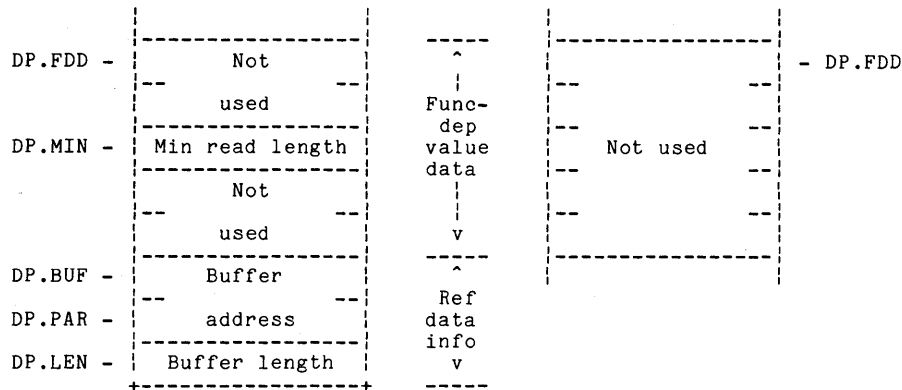 DP.FDD - Not ^ - DP.FDD
used Func-
dep
DP.MIN - Min read length value Not used
data
Not
used v
DP.BUF - Buffer ^
Ref
DP.PAR - address data
info
DP.LEN - Buffer length v